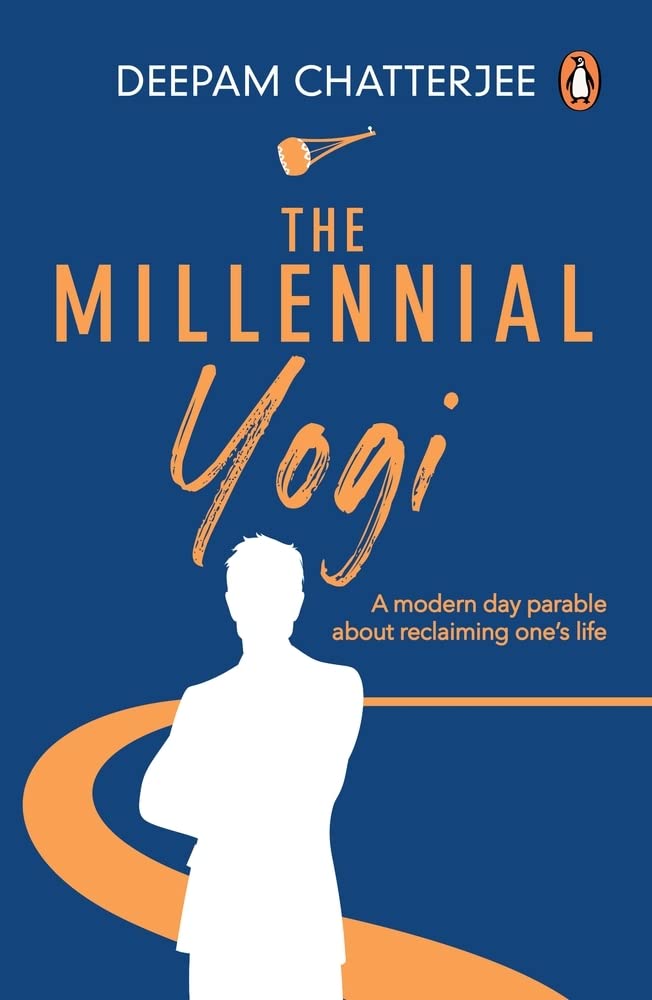 DEEPAM CHATTERJEE
THE
MILLENNIAL
Yogi
A modern day parable
about reclaiming one's life